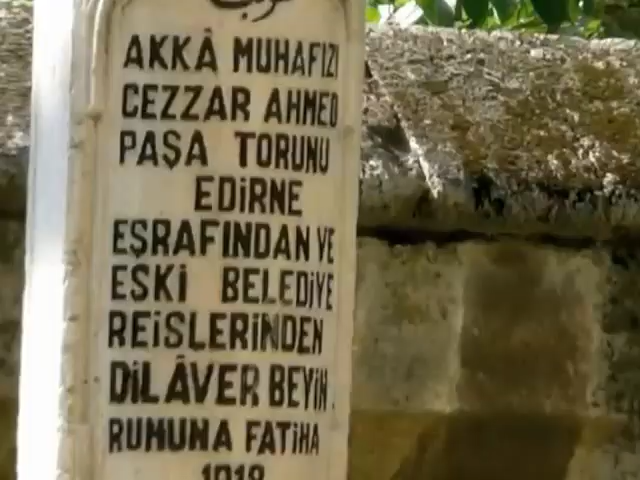 AKKÂ MUHAFIZI
CEZZAR AHMED
PAŞA TORUNU
EDİRNE
EŞRAFINDAN VE
ESKİ BELEDİYE
REİSLERİNDEN
DİLÂVER BEYİN
RUHUNA FATİHA